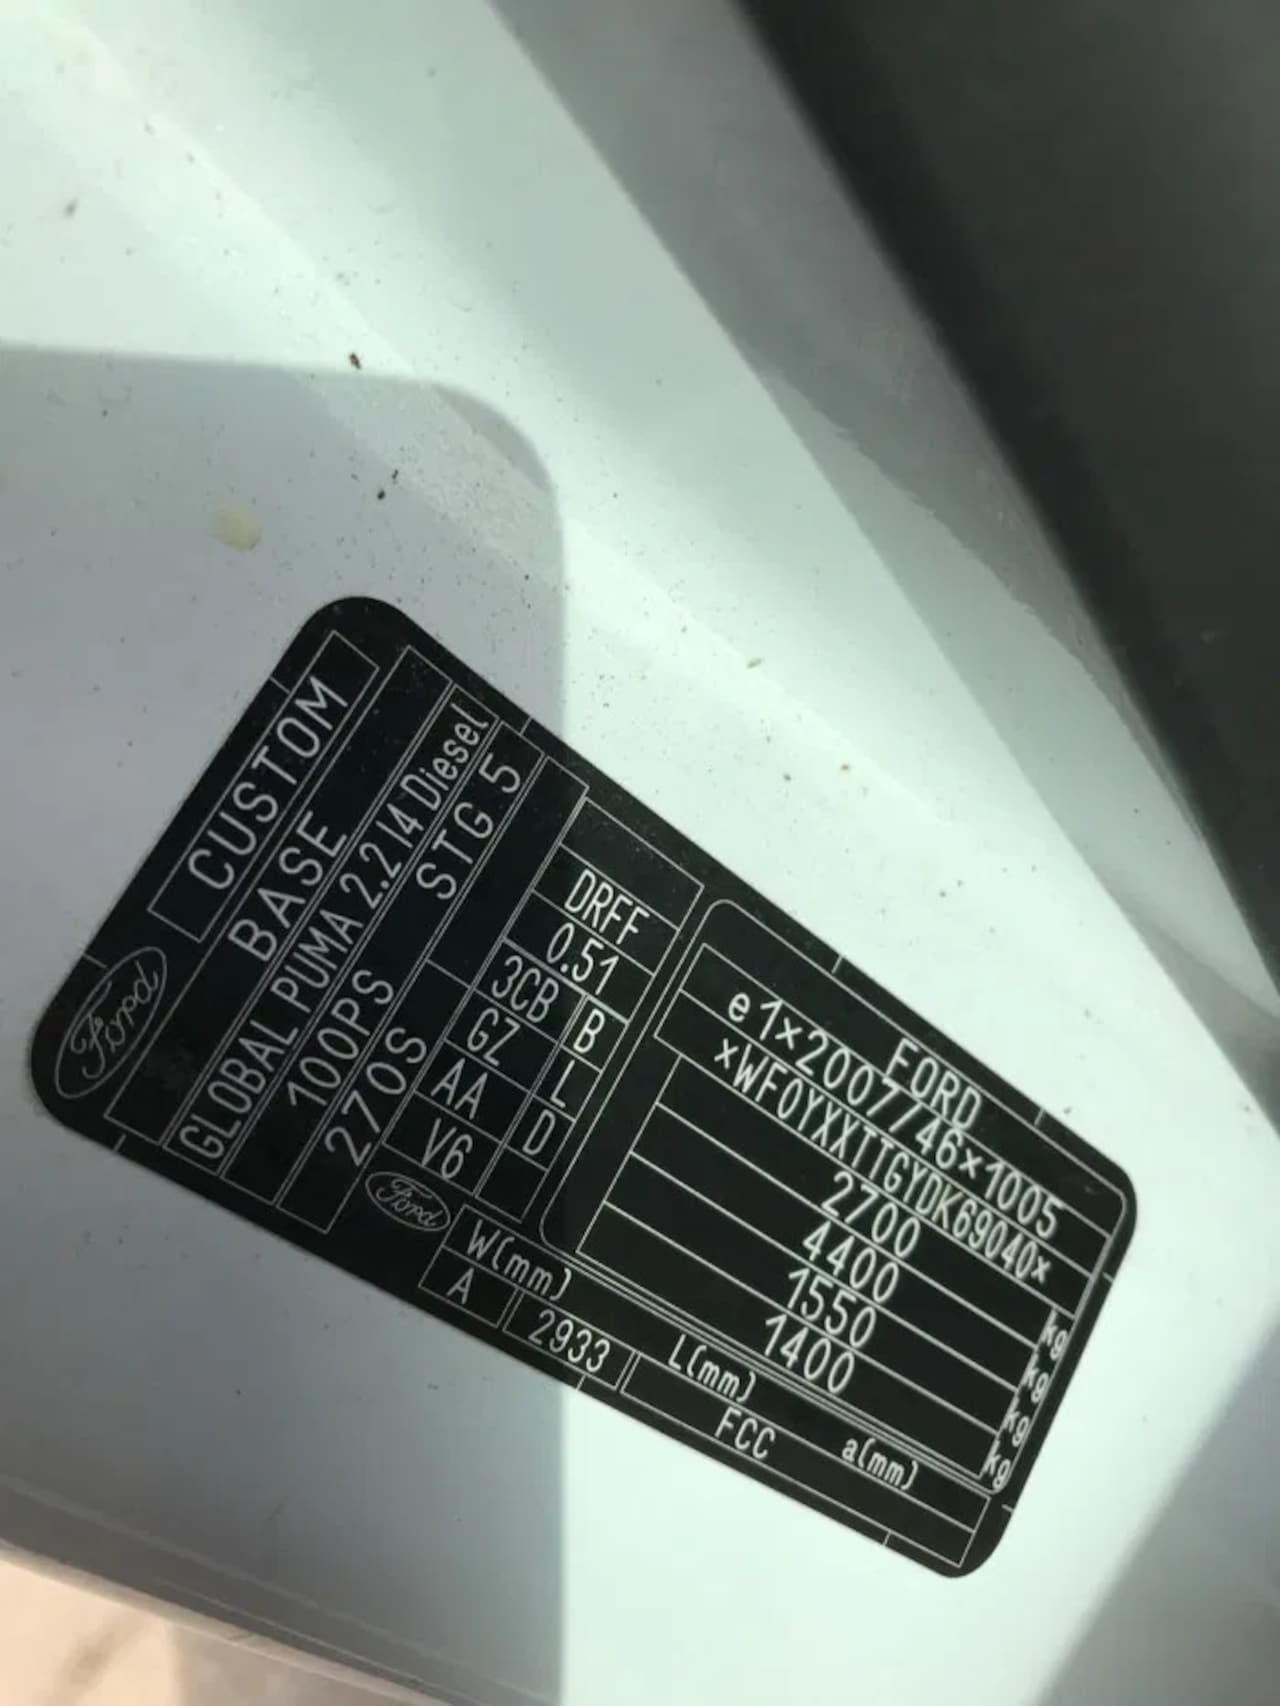 Ford
CUSTOM
BASE
GLOBAL PUMA 2.2 I4 Diesel
100PS STG 5
270S
DRFF
0.51
3CB B
GZ L
AA D
V6
FORD
e1×2007/46×1005
×WF0YXXTTGYDK69040×
2700 kg
4400 kg
1550 kg
1400 kg
Ford
W(mm) L(mm) a(mm)
A 2933 FCC